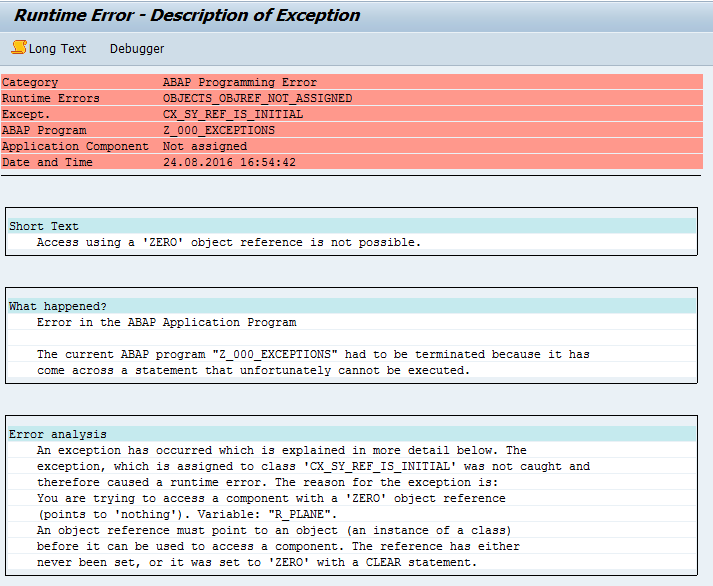 Runtime Error - Description of Exception
Long Text Debugger
Category ABAP Programming Error
Runtime Errors OBJECTS_OBJREF_NOT_ASSIGNED
Except. CX_SY_REF_IS_INITIAL
ABAP Program Z_000_EXCEPTIONS
Application Component Not assigned
Date and Time 24.08.2016 16:54:42
Short Text
Access using a 'ZERO' object reference is not possible.
What happened?
Error in the ABAP Application Program
The current ABAP program "Z_000_EXCEPTIONS" had to be terminated because it has
come across a statement that unfortunately cannot be executed.
Error analysis
An exception has occurred which is explained in more detail below. The
exception, which is assigned to class 'CX_SY_REF_IS_INITIAL' was not caught and
therefore caused a runtime error. The reason for the exception is:
You are trying to access a component with a 'ZERO' object reference
(points to 'nothing'). Variable: "R_PLANE".
An object reference must point to an object (an instance of a class)
before it can be used to access a component. The reference has either
never been set, or it was set to 'ZERO' with a CLEAR statement.